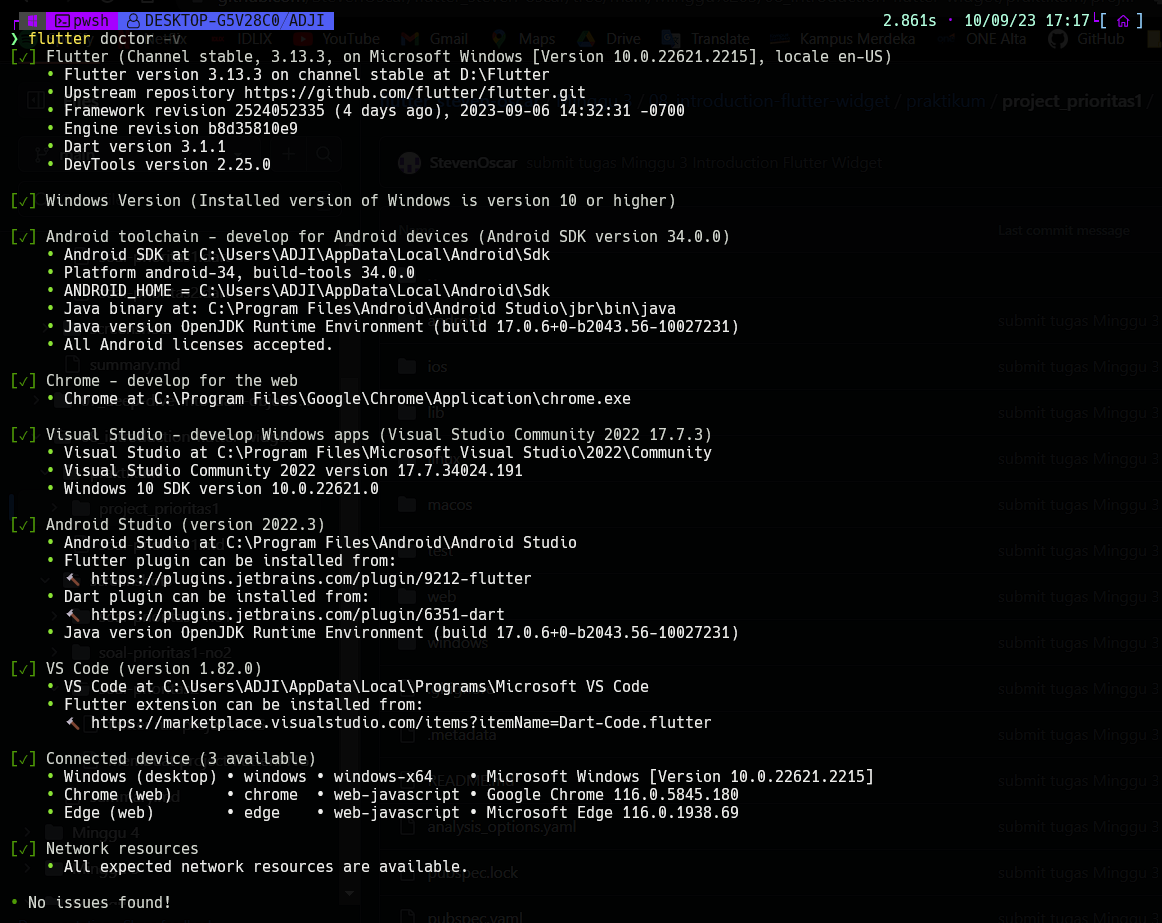 pwsh DESKTOP-G5V28C0/ADJI 2.861s · 10/09/23 17:17
❯ flutter doctor -v
[✓] Flutter (Channel stable, 3.13.3, on Microsoft Windows [Version 10.0.22621.2215], locale en-US)
• Flutter version 3.13.3 on channel stable at D:\Flutter
• Upstream repository https://github.com/flutter/flutter.git
• Framework revision 2524052335 (4 days ago), 2023-09-06 14:32:31 -0700
• Engine revision b8d35810e9
• Dart version 3.1.1
• DevTools version 2.25.0
[✓] Windows Version (Installed version of Windows is version 10 or higher)
[✓] Android toolchain - develop for Android devices (Android SDK version 34.0.0)
• Android SDK at C:\Users\ADJI\AppData\Local\Android\Sdk
• Platform android-34, build-tools 34.0.0
• ANDROID_HOME = C:\Users\ADJI\AppData\Local\Android\Sdk
• Java binary at: C:\Program Files\Android\Android Studio\jbr\bin\java
• Java version OpenJDK Runtime Environment (build 17.0.6+0-b2043.56-10027231)
• All Android licenses accepted.
[✓] Chrome - develop for the web
• Chrome at C:\Program Files\Google\Chrome\Application\chrome.exe
[✓] Visual Studio - develop Windows apps (Visual Studio Community 2022 17.7.3)
• Visual Studio at C:\Program Files\Microsoft Visual Studio\2022\Community
• Visual Studio Community 2022 version 17.7.34024.191
• Windows 10 SDK version 10.0.22621.0
[✓] Android Studio (version 2022.3)
• Android Studio at C:\Program Files\Android\Android Studio
• Flutter plugin can be installed from:
🔨 https://plugins.jetbrains.com/plugin/9212-flutter
• Dart plugin can be installed from:
🔨 https://plugins.jetbrains.com/plugin/6351-dart
• Java version OpenJDK Runtime Environment (build 17.0.6+0-b2043.56-10027231)
[✓] VS Code (version 1.82.0)
• VS Code at C:\Users\ADJI\AppData\Local\Programs\Microsoft VS Code
• Flutter extension can be installed from:
🔨 https://marketplace.visualstudio.com/items?itemName=Dart-Code.flutter
[✓] Connected device (3 available)
• Windows (desktop) • windows • windows-x64 • Microsoft Windows [Version 10.0.22621.2215]
• Chrome (web) • chrome • web-javascript • Google Chrome 116.0.5845.180
• Edge (web) • edge • web-javascript • Microsoft Edge 116.0.1938.69
[✓] Network resources
• All expected network resources are available.
• No issues found!